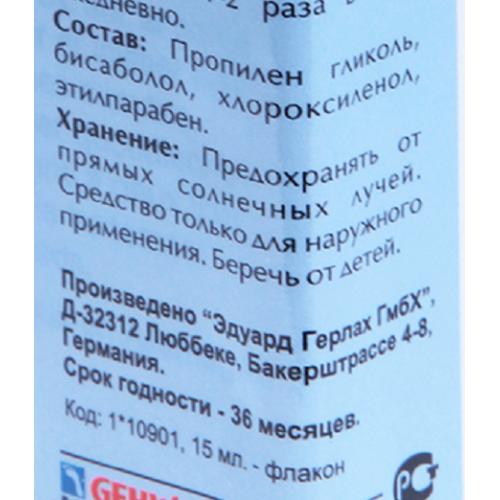 раза
Состав: Пропилен гликоль,
бисаболол, хлороксиленол,
этилпарабен.
Хранение: Предохранять от
прямых солнечных лучей.
Средство только для наружного
применения. Беречь от детей.
Произведено “Эдуард Герлах ГмбХ”,
Д-32312 Люббеке, Бакерштрассе 4-8,
Германия.
Срок годности - 36 месяцев.
Код: 1*10901, 15 мл. - флакон